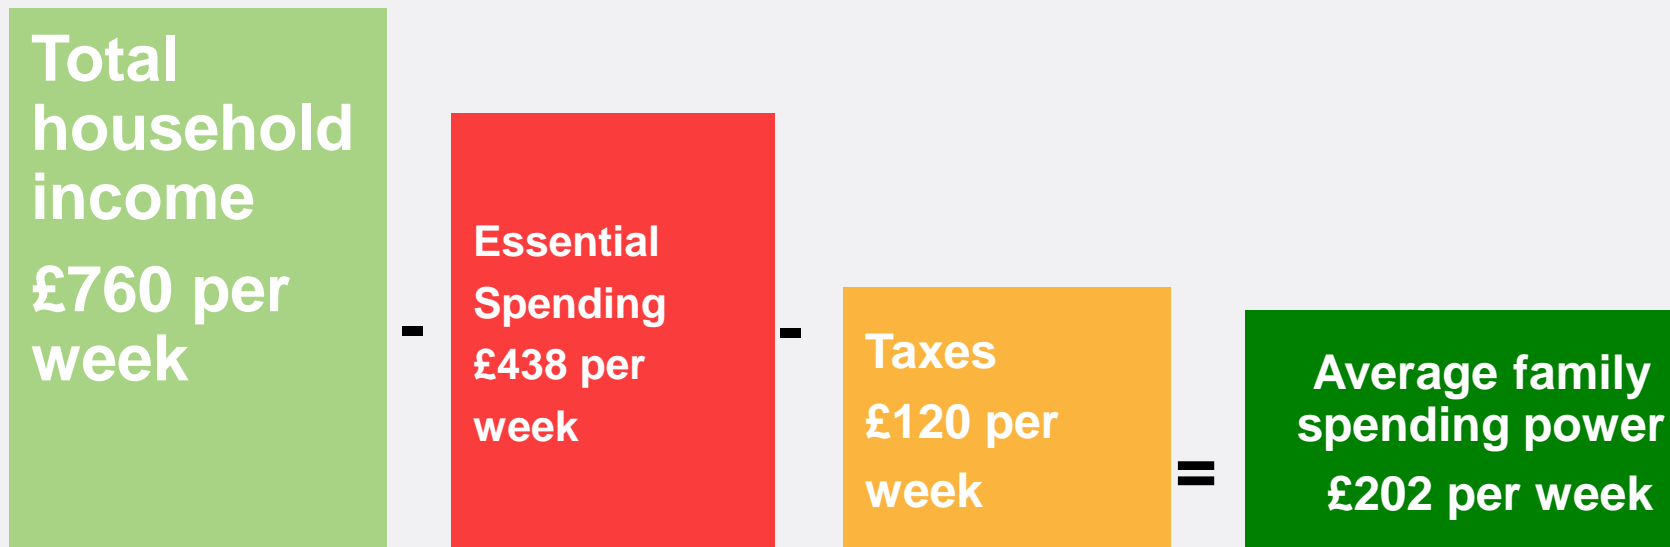 Total
household
income
£760 per
week
-
Essential
Spending
£438 per
week
-
Taxes
£120 per
week
=
Average family
spending power
£202 per week